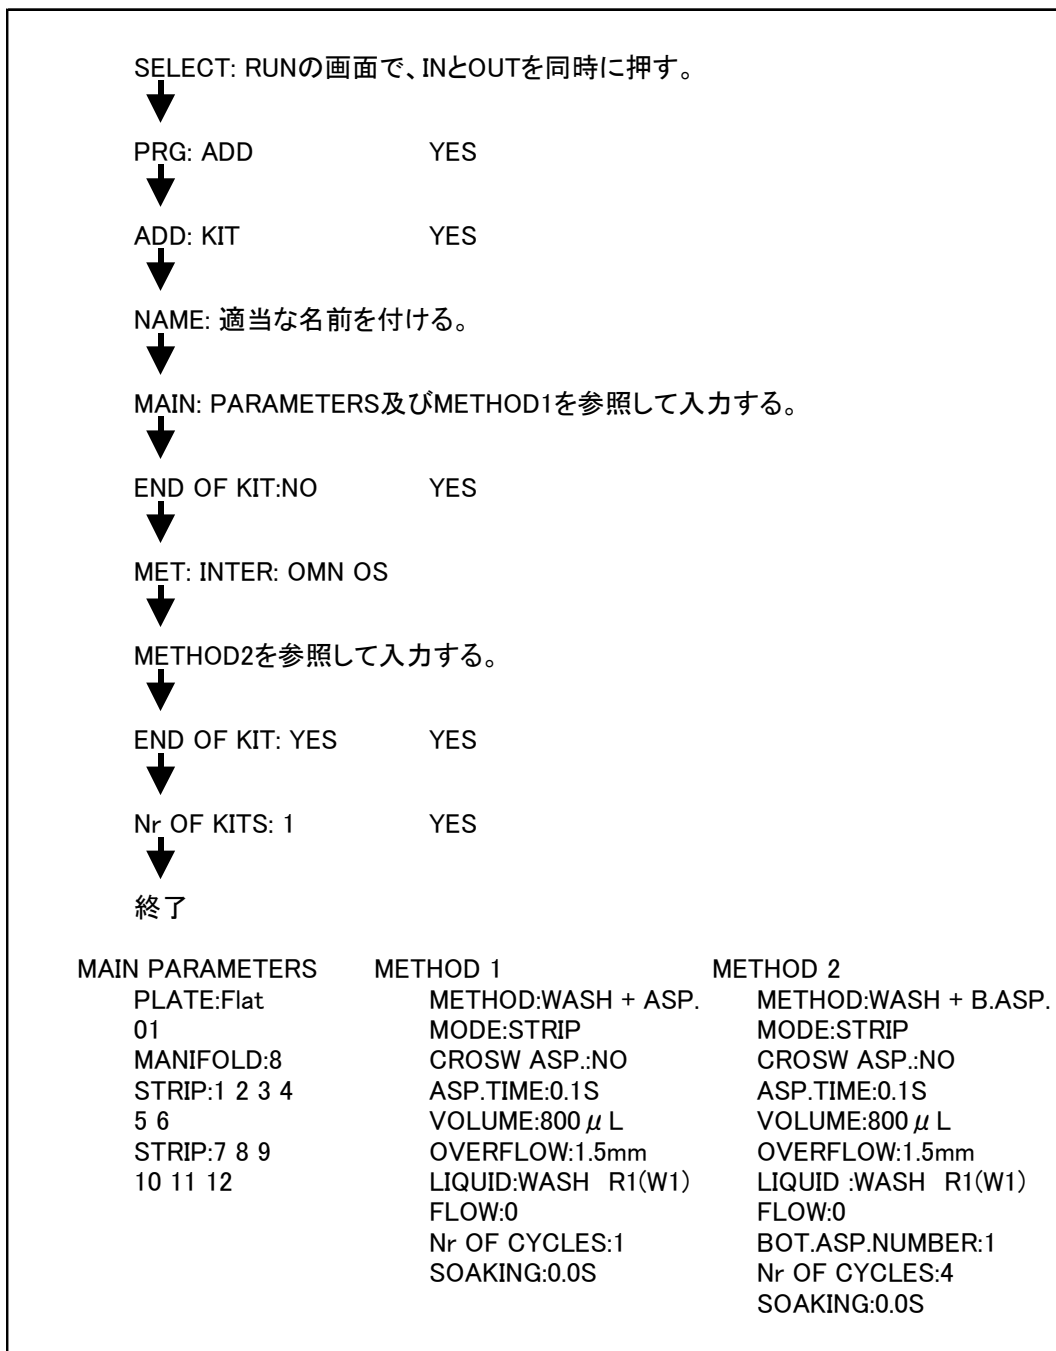 SELECT: RUNの画面で、INとOUTを同時に押す。
PRG: ADD YES
ADD: KIT YES
NAME: 適当な名前を付ける。
MAIN: PARAMETERS及びMETHOD1を参照して入力する。
END OF KIT:NO YES
MET: INTER: OMN OS
METHOD2を参照して入力する。
END OF KIT: YES YES
Nr OF KITS: 1 YES
終了
MAIN PARAMETERS
PLATE:Flat
01
MANIFOLD:8
STRIP:1 2 3 4
5 6
STRIP:7 8 9
10 11 12
METHOD 1
METHOD:WASH + ASP.
MODE:STRIP
CROSW ASP.:NO
ASP.TIME:0.1S
VOLUME:800μL
OVERFLOW:1.5mm
LIQUID:WASH R1(W1)
FLOW:0
Nr OF CYCLES:1
SOAKING:0.0S
METHOD 2
METHOD:WASH + B.ASP.
MODE:STRIP
CROSW ASP.:NO
ASP.TIME:0.1S
VOLUME:800μL
OVERFLOW:1.5mm
LIQUID :WASH R1(W1)
FLOW:0
BOT.ASP.NUMBER:1
Nr OF CYCLES:4
SOAKING:0.0S